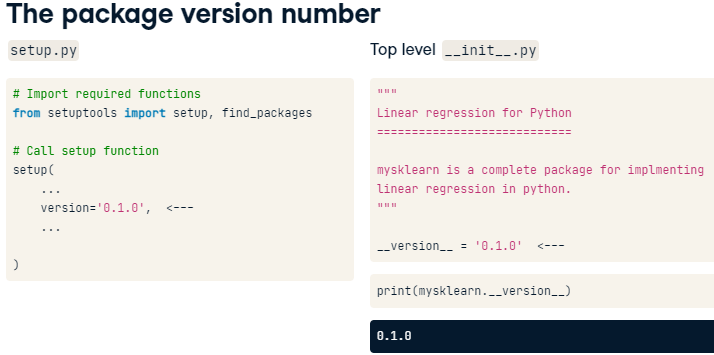 The package version number
setup.py
# Import required functions
from setuptools import setup, find_packages
# Call setup function
setup(
...
version='0.1.0',  <---
...
)
Top level __init__.py
"""
Linear regression for Python
============================
mysklearn is a complete package for implmenting
linear regression in python.
"""
__version__ = '0.1.0'  <---
print(mysklearn.__version__)
0.1.0